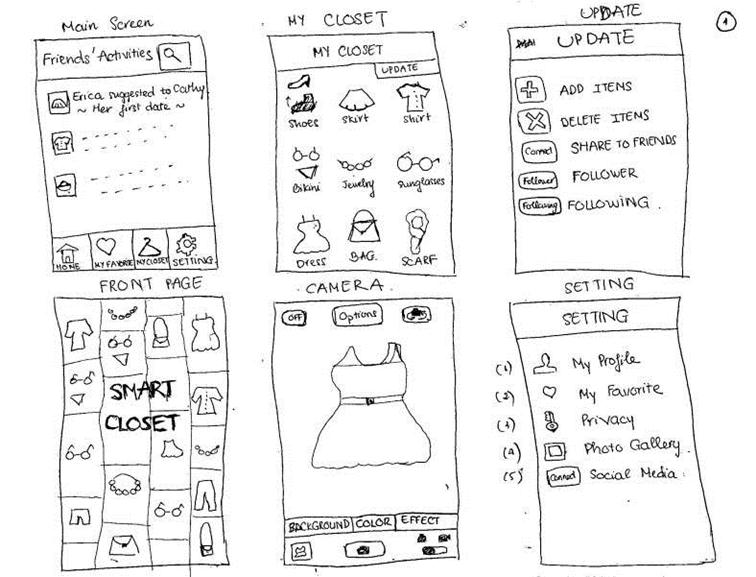 Main Screen
Friends' Activities
Erica suggested to Cathy
~ Her first date ~
HOME
MY FAVORITE
MY CLOSET
SETTING
MY CLOSET
MY CLOSET
UPDATE
Shoes
Skirt
Shirt
Bikini
Jewelry
Sunglasses
Dress
BAG.
SCARF
UPDATE
1
UPDATE
ADD ITEMS
DELETE ITEMS
Connect SHARE TO FRIENDS
Follower FOLLOWER
Following FOLLOWING.
FRONT PAGE
SMART
CLOSET
CAMERA.
OFF
Options
BACKGROUND
COLOR
EFFECT
SETTING
SETTING
(1) My Profile
(2) My Favorite
(3) Privacy
(4) Photo Gallery.
(5) Connect Social Media.